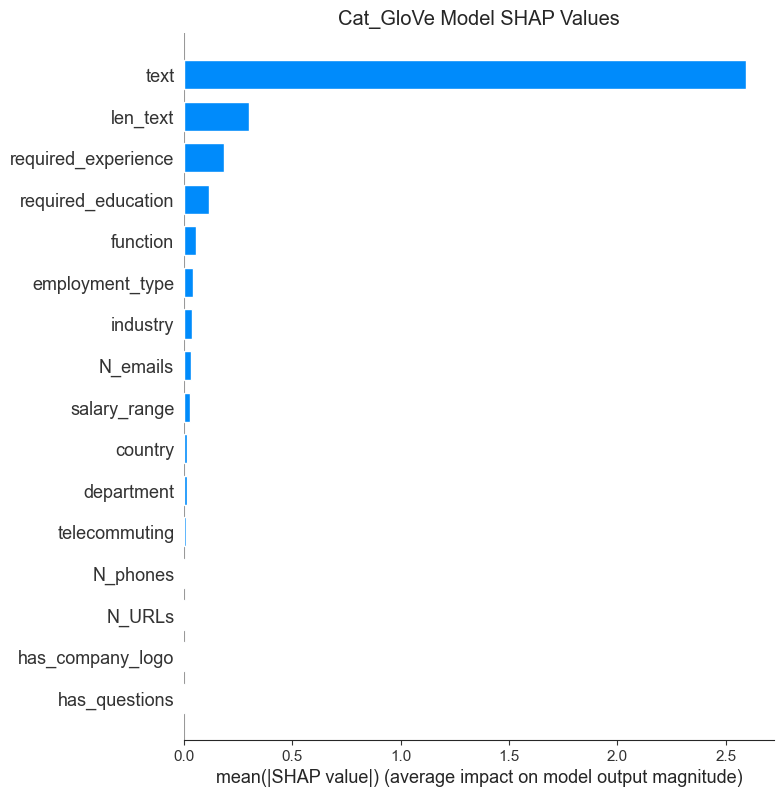 Cat_GloVe Model SHAP Values
text
len_text
required_experience
required_education
function
employment_type
industry
N_emails
salary_range
country
department
telecommuting
N_phones
N_URLs
has_company_logo
has_questions
0.0 0.5 1.0 1.5 2.0 2.5
mean(|SHAP value|) (average impact on model output magnitude)